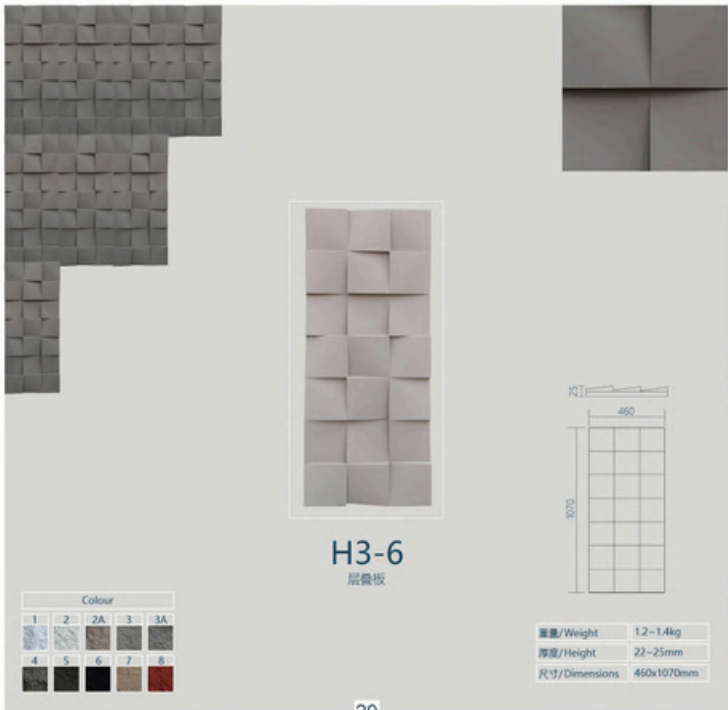 25
460
1070
H3-6
层叠板
Colour
1 2 2A 3 3A
4 5 6 7 8
重量/Weight 1.2~1.4kg
厚度/Height 22~25mm
尺寸/Dimensions 460x1070mm